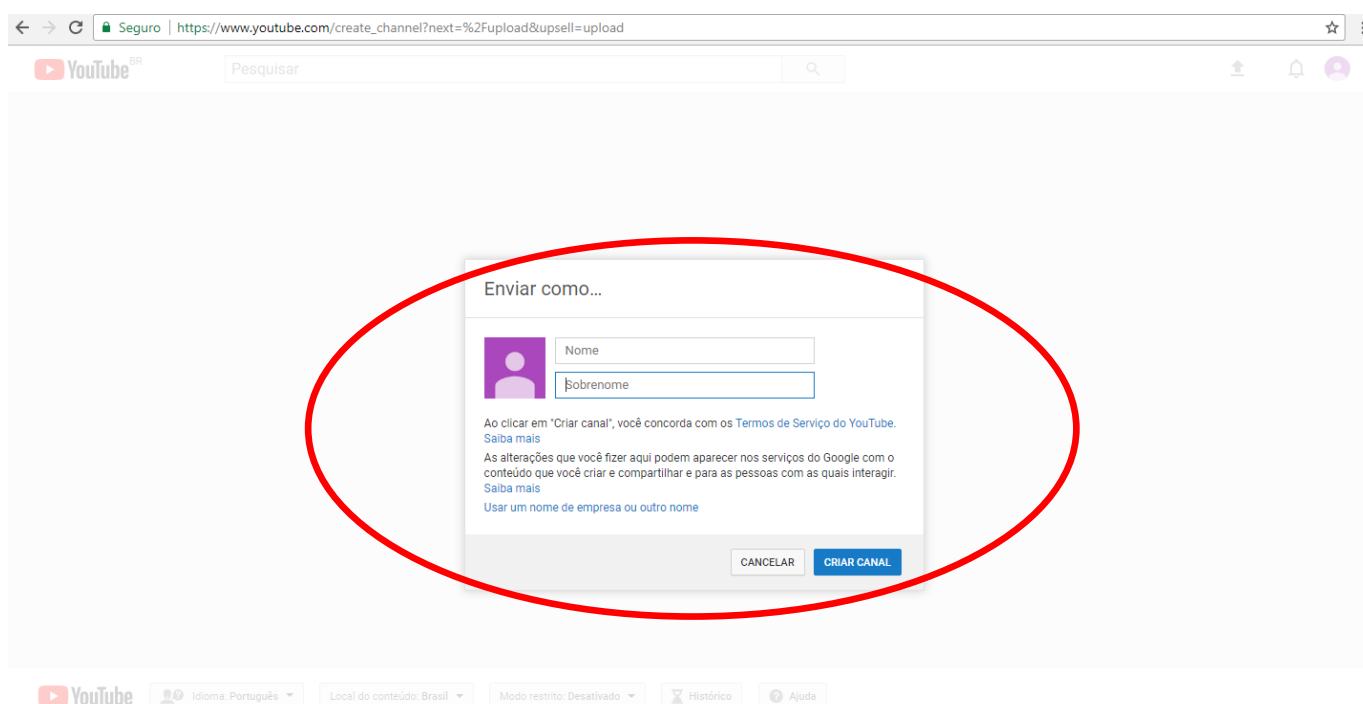 Seguro | https://www.youtube.com/create_channel?next=%2Fupload&upsell=upload
YouTube BR Pesquisar
Enviar como...
Nome
Sobrenome
Ao clicar em "Criar canal", você concorda com os Termos de Serviço do YouTube.
Saiba mais
As alterações que você fizer aqui podem aparecer nos serviços do Google com o
conteúdo que você criar e compartilhar e para as pessoas com as quais interagir.
Saiba mais
Usar um nome de empresa ou outro nome
CANCELAR CRIAR CANAL
YouTube Idioma: Português Local do conteúdo: Brasil Modo restrito: Desativado Histórico Ajuda